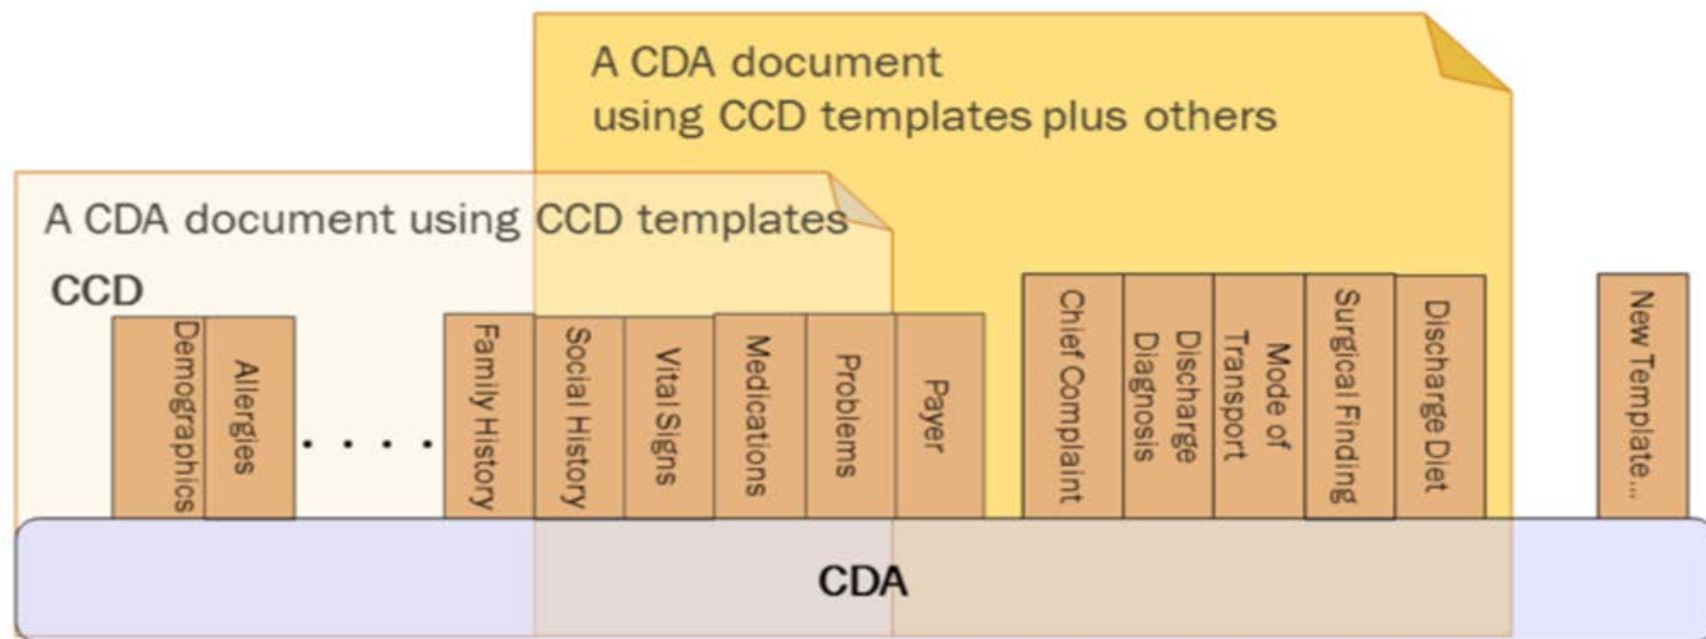 A CDA document
using CCD templates plus others
A CDA document using CCD templates
CCD
Demographics
Allergies
. . . .
Family History
Social History
Vital Signs
Medications
Problems
Payer
Chief Complaint
Discharge
Diagnosis
Mode of
Transport
Surgical Finding
Discharge Diet
New Template...
CDA